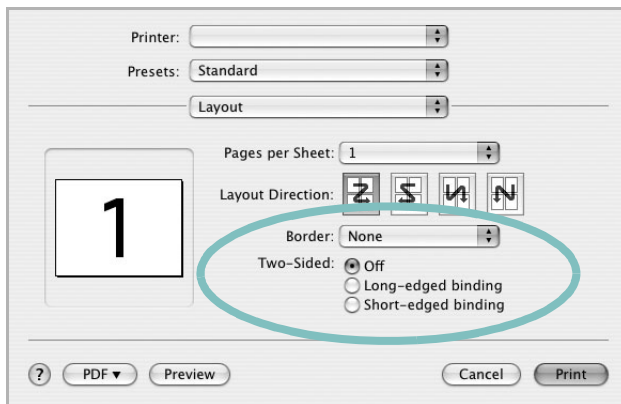 Printer:
Presets: Standard
Layout
Pages per Sheet: 1
Layout Direction:
1
Border: None
Two-Sided: Off
Long-edged binding
Short-edged binding
? PDF▼ Preview Cancel Print